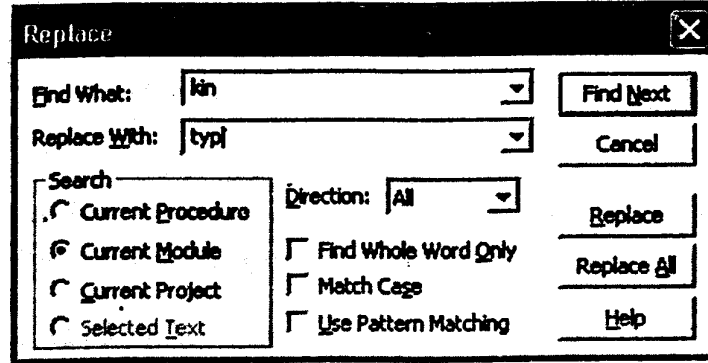 Replace
Find What: kin
Find Next
Replace With: typ
Cancel
Search
Direction: All
Current Procedure
Replace
Current Module
Find Whole Word Only
Replace All
Current Project
Match Case
Selected Text
Use Pattern Matching
Help